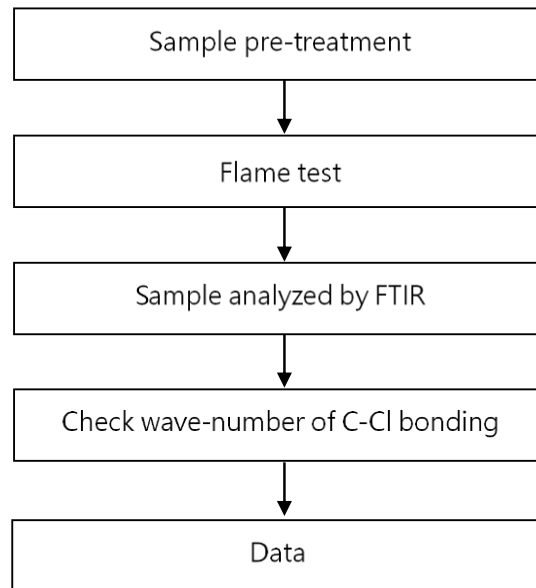 Sample pre-treatment
Flame test
Sample analyzed by FTIR
Check wave-number of C-Cl bonding
Data